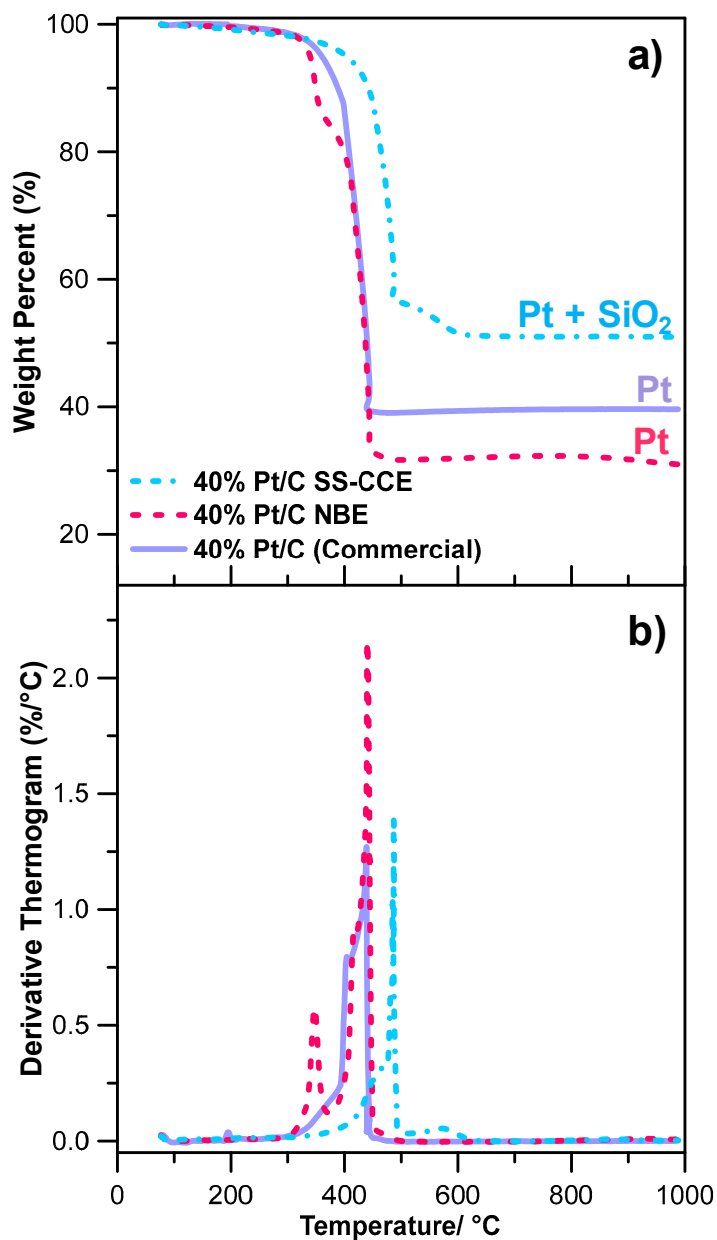 a)
Weight Percent (%)
100
80
60
40
20
Pt + SiO₂
Pt
Pt
40% Pt/C SS-CCE
40% Pt/C NBE
40% Pt/C (Commercial)
b)
Derivative Thermogram (%/°C)
2.0
1.5
1.0
0.5
0.0
0 200 400 600 800 1000
Temperature/ °C